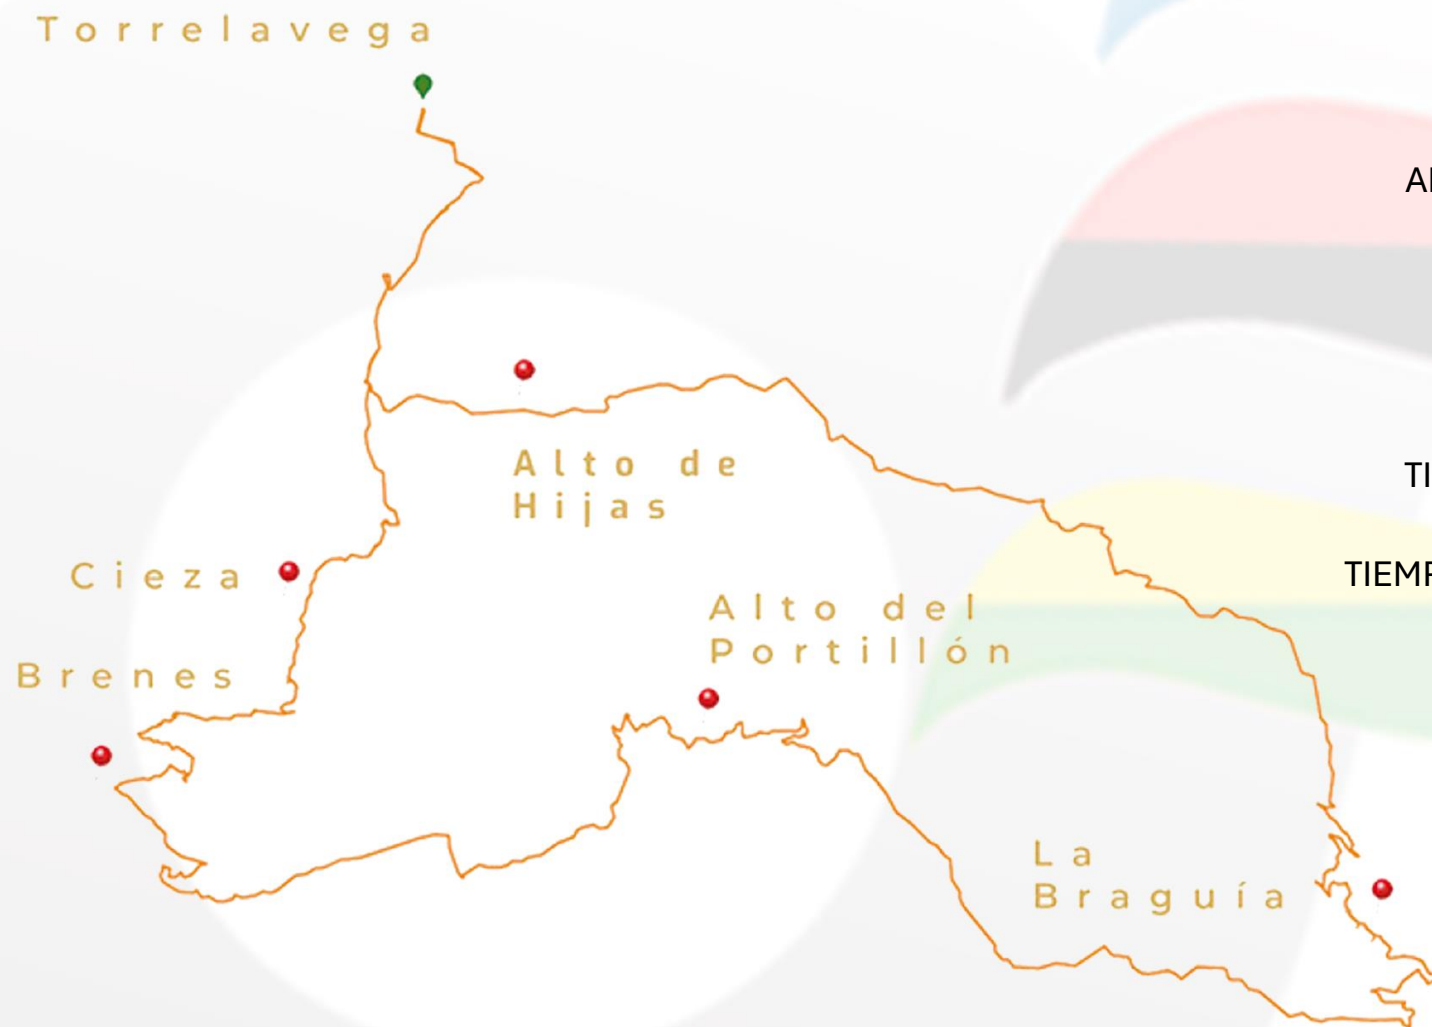 Torrelavega
Alto de
Hijas
Cieza
Alto del
Portillón
Brenes
La
Braguía